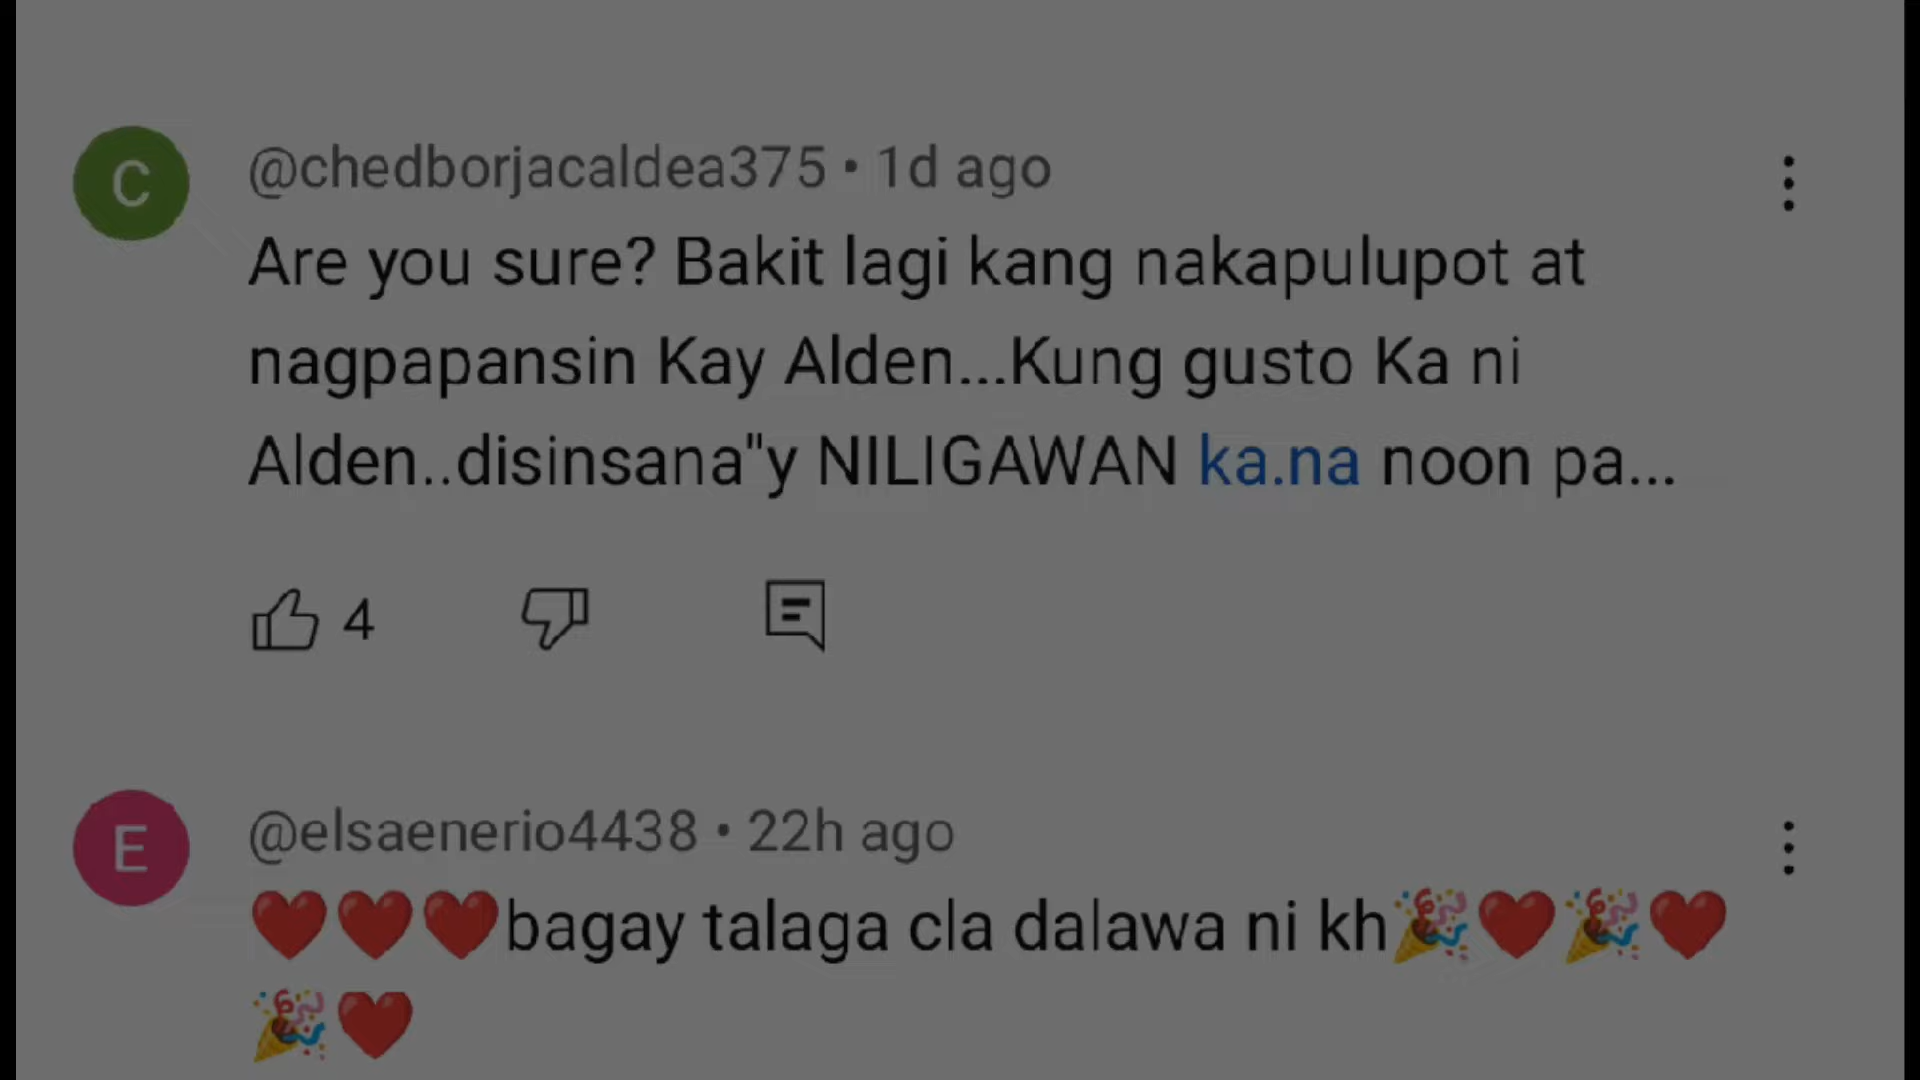 C
@chedborjacaldea375 • 1d ago
Are you sure? Bakit lagi kang nakapulupot at
nagpapansin Kay Alden...Kung gusto Ka ni
Alden..disinsana"y NILIGAWAN ka.na noon pa...
4
E
@elsaenerio4438 • 22h ago
❤️❤️❤️bagay talaga cla dalawa ni kh🎉❤️🎉❤️
🎉❤️